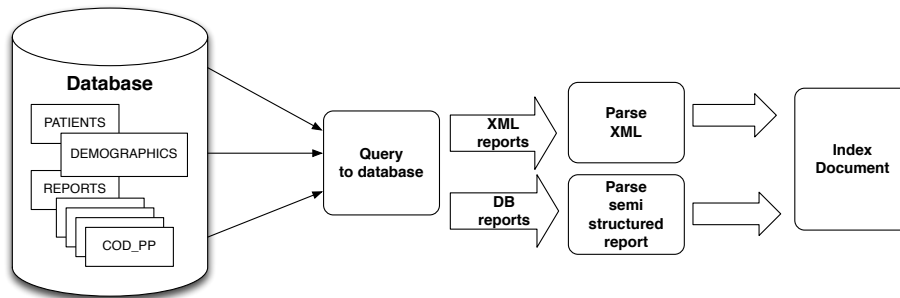 Database
PATIENTS
DEMOGRAPHICS
REPORTS
COD_PP
Query
to database
XML
reports
DB
reports
Parse
XML
Parse
semi
structured
report
Index
Document